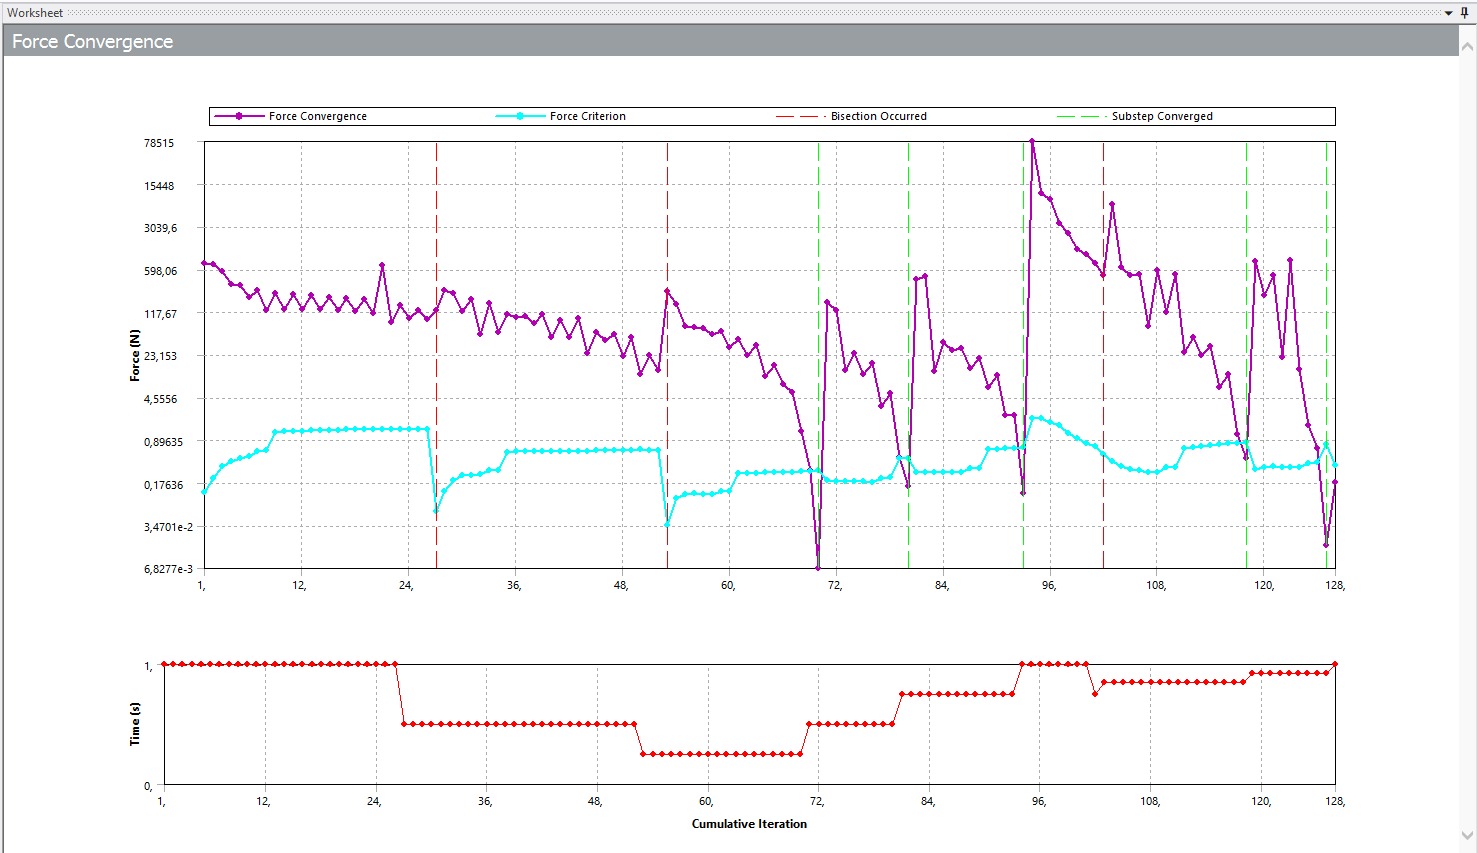 Worksheet
Force Convergence
Force Convergence Force Criterion Bisection Occurred Substep Converged
78515
15448
3039,6
598,06
117,67
23,153
4,5556
0,89635
0,17636
3,4701e-2
6,8277e-3
Force (N)
1, 12, 24, 36, 48, 60, 72, 84, 96, 108, 120, 128,
1,
0,
Time (s)
1, 12, 24, 36, 48, 60, 72, 84, 96, 108, 120, 128,
Cumulative Iteration